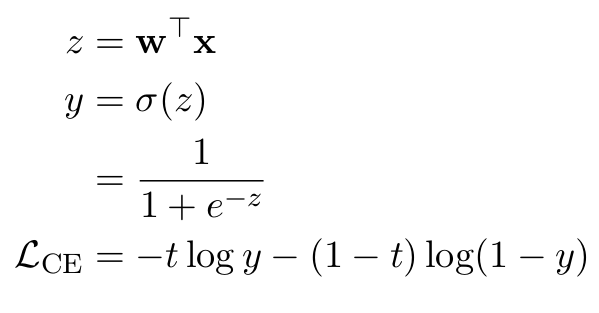 z = w⊤x
y = σ(z)
= 1 / (1 + e^{−z})
ℒ_CE = −t log y − (1 − t) log(1 − y)